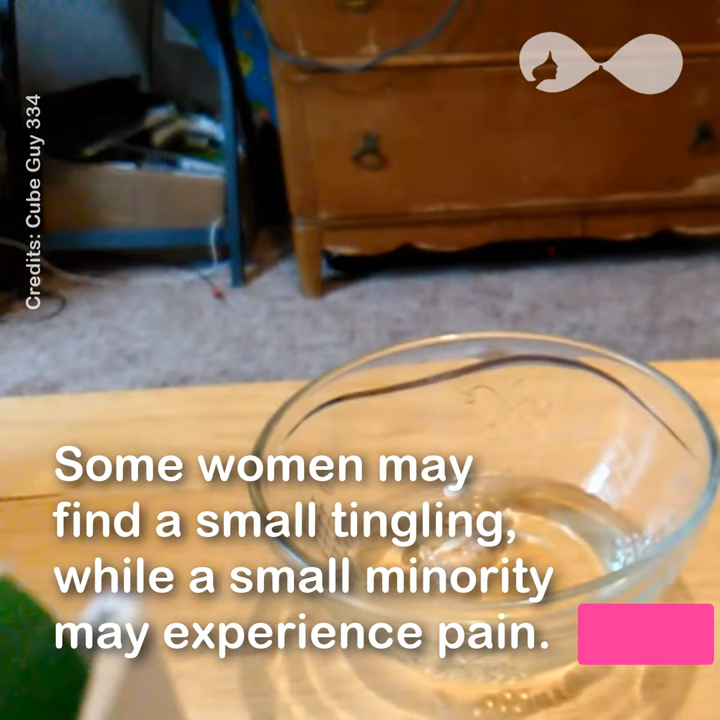 Credits: Cube Guy 334
Some women may
find a small tingling,
while a small minority
may experience pain.